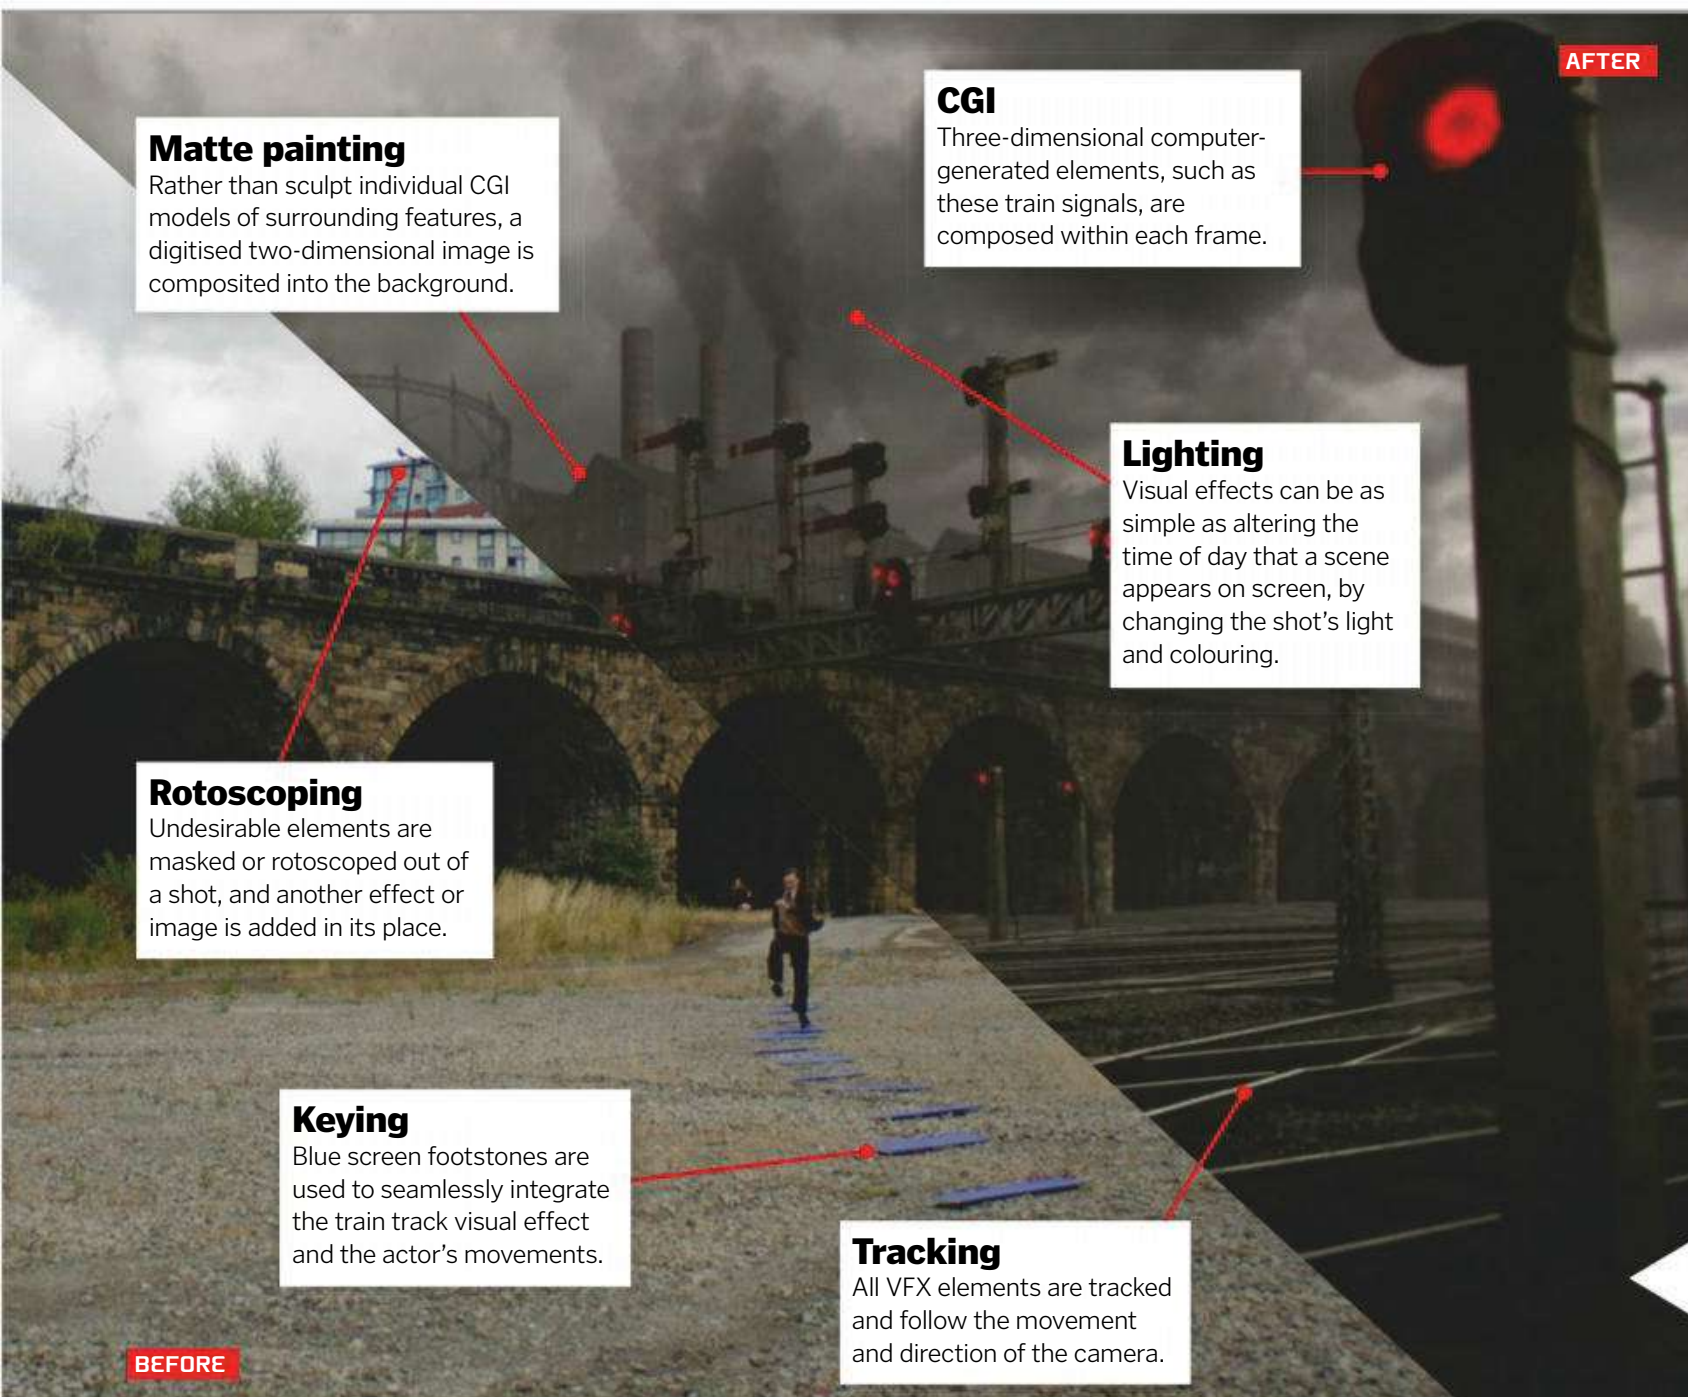 AFTER
CGI
Three-dimensional computer-
generated elements, such as
these train signals, are
composed within each frame.
Matte painting
Rather than sculpt individual CGI
models of surrounding features, a
digitised two-dimensional image is
composited into the background.
Lighting
Visual effects can be as
simple as altering the
time of day that a scene
appears on screen, by
changing the shot's light
and colouring.
Rotoscoping
Undesirable elements are
masked or rotoscoped out of
a shot, and another effect or
image is added in its place.
Keying
Blue screen footstones are
used to seamlessly integrate
the train track visual effect
and the actor's movements.
Tracking
All VFX elements are tracked
and follow the movement
and direction of the camera.
BEFORE